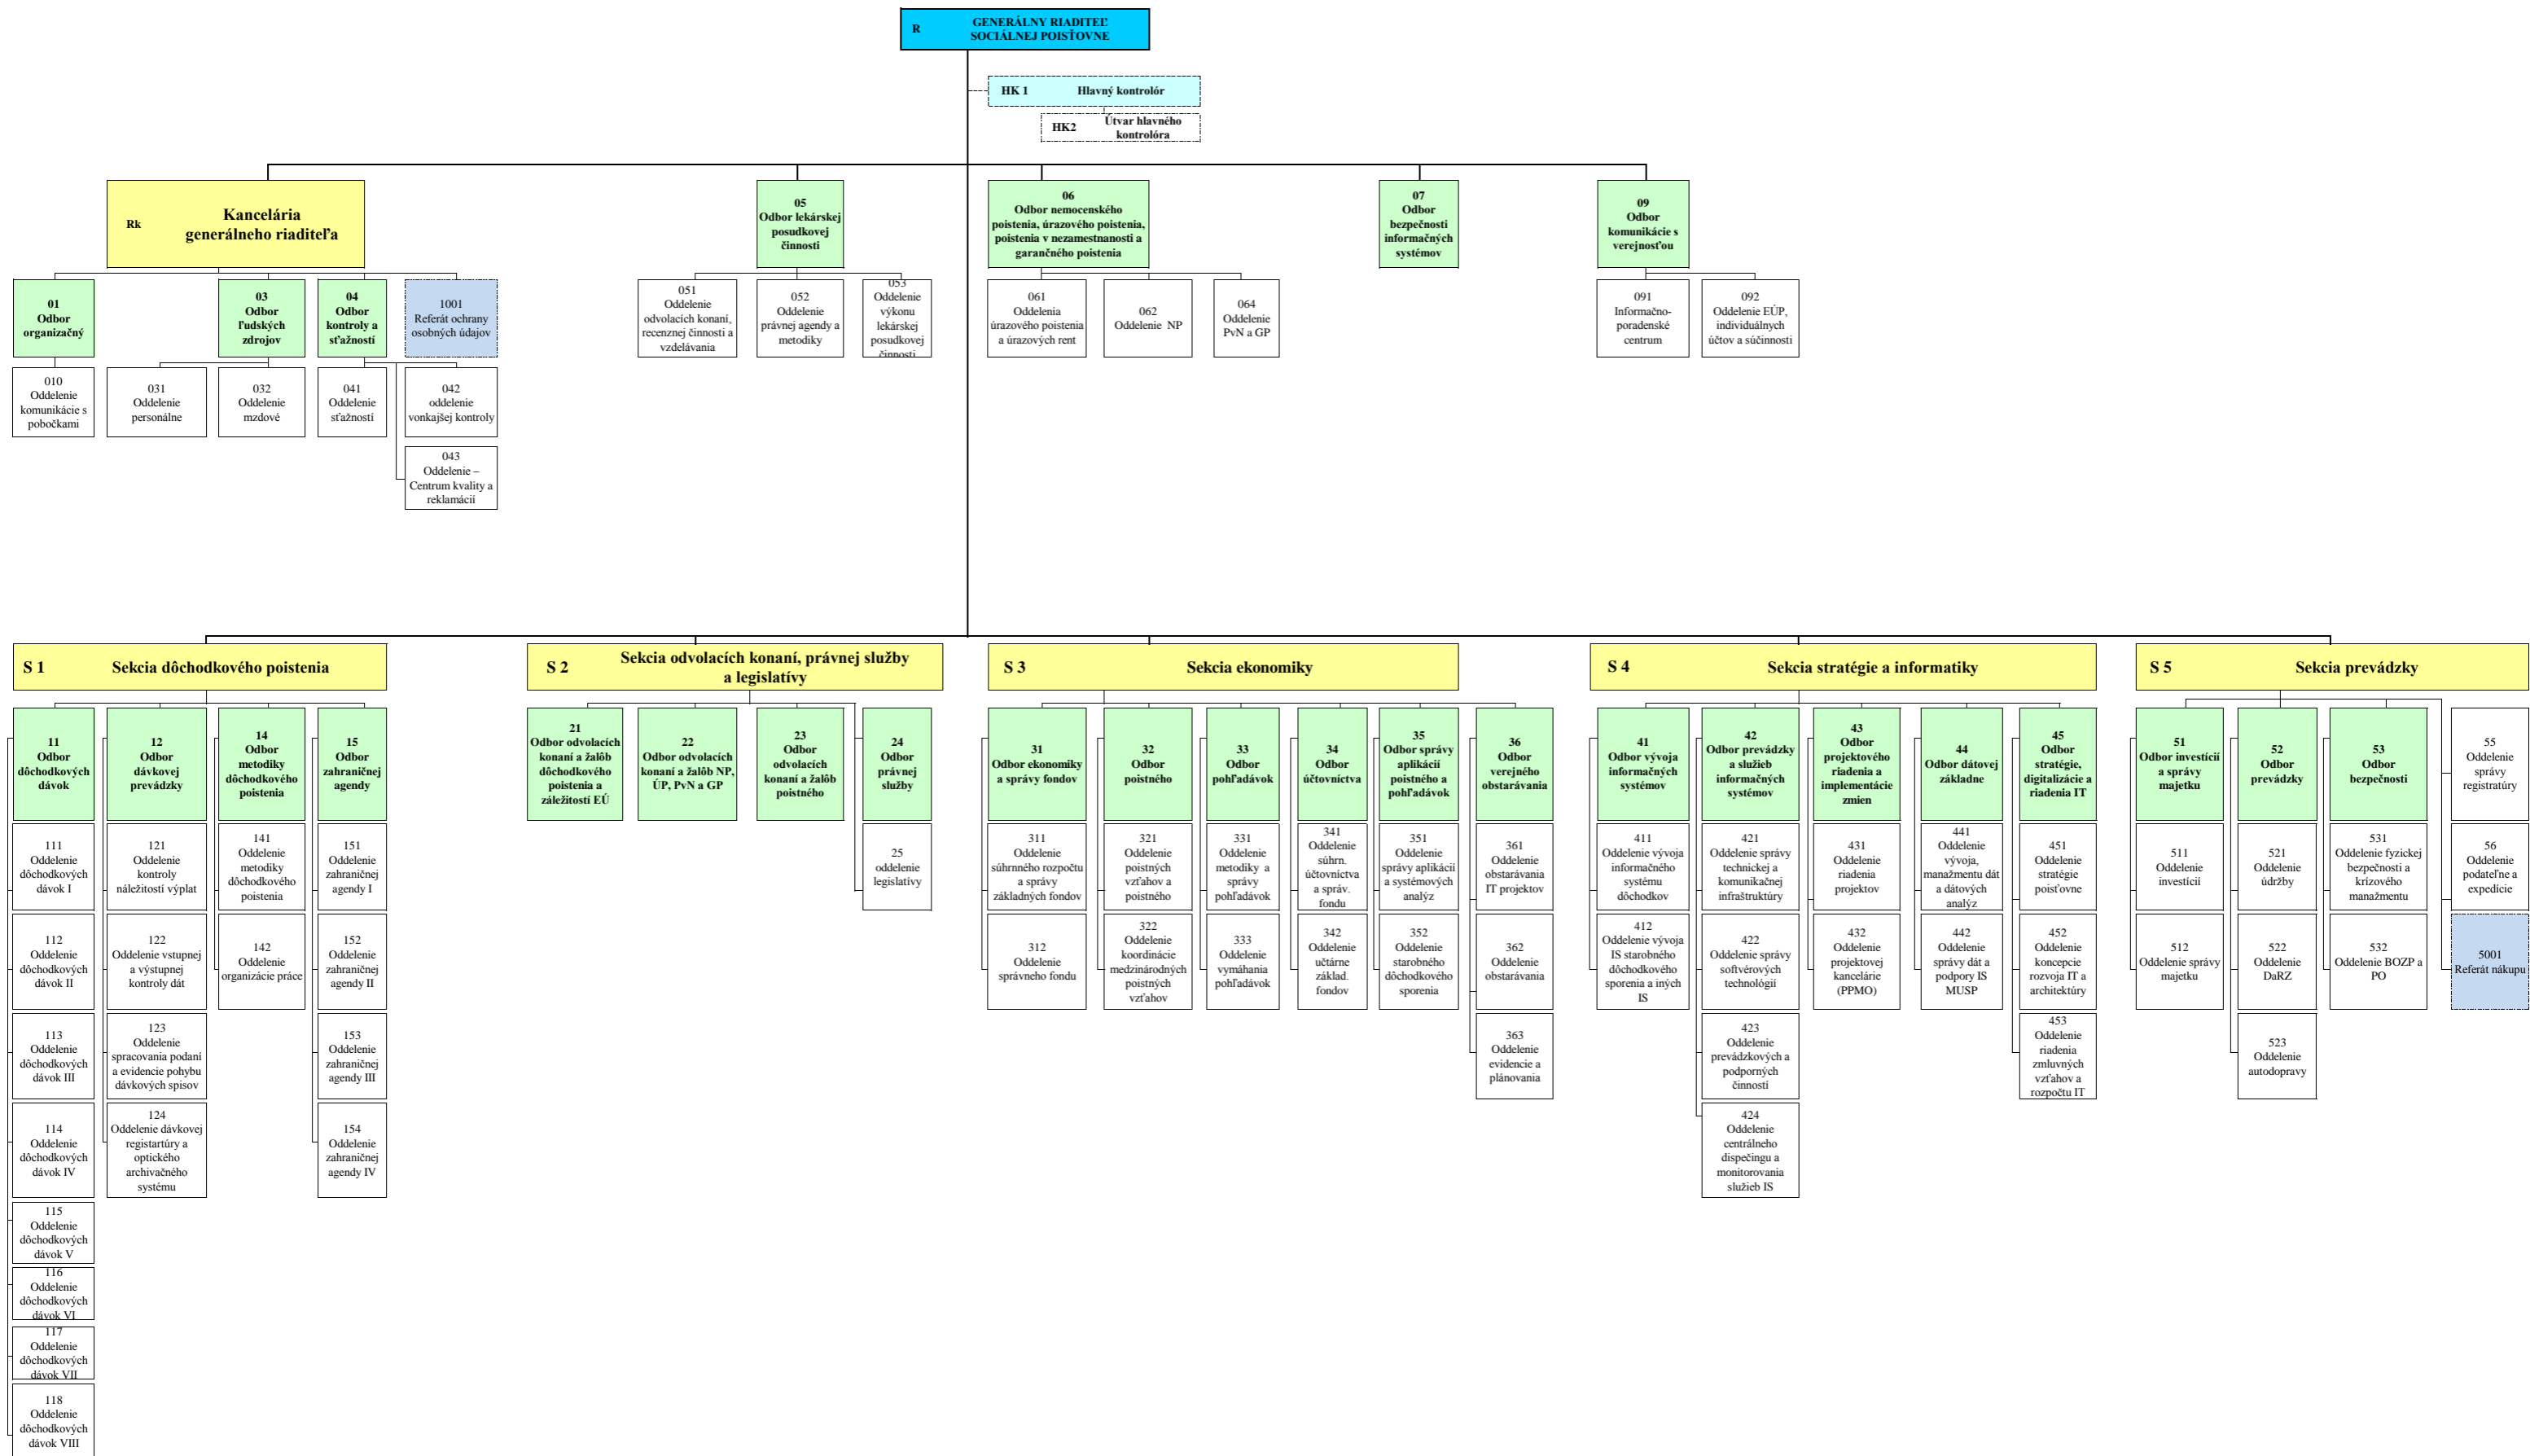 R
GENERÁLNY RIADITEĽ
SOCIÁLNEJ POISŤOVNE
HK 1
Hlavný kontrolór
HK2
Útvar hlavného
kontrolóra
Rk
Kancelária
generálneho riaditeľa
05
Odbor lekárskej
posudkovej
činnosti
06
Odbor nemocenského
poistenia, úrazového poistenia,
poistenia v nezamestnanosti a
garančného poistenia
07
Odbor
bezpečnosti
informačných
systémov
09
Odbor
komunikácie s
verejnosťou
01
Odbor
organizačný
03
Odbor
ľudských
zdrojov
04
Odbor
kontroly a
sťažností
1001
Referát ochrany
osobných údajov
051
Oddelenie
odvolacích konaní,
recenznej činnosti a
vzdelávania
052
Oddelenie
právnej agendy a
metodiky
053
Oddelenie
výkonu
lekárskej
posudkovej
činnosti
061
Oddelenia
úrazového poistenia
a úrazových rent
062
Oddelenie NP
064
Oddelenie
PvN a GP
091
Informačno-
poradenské
centrum
092
Oddelenie EÚP,
individuálnych
účtov a súčinnosti
010
Oddelenie
komunikácie s
pobočkami
031
Oddelenie
personálne
032
Oddelenie
mzdové
041
Oddelenie
sťažností
042
oddelenie
vonkajšej kontroly
043
Oddelenie –
Centrum kvality a
reklamácií
S 1
Sekcia dôchodkového poistenia
S 2
Sekcia odvolacích konaní, právnej služby
a legislatívy
S 3
Sekcia ekonomiky
S 4
Sekcia stratégie a informatiky
S 5
Sekcia prevádzky
11
Odbor
dôchodkových
dávok
12
Odbor
dávkovej
prevádzky
14
Odbor
metodiky
dôchodkového
poistenia
15
Odbor
zahraničnej
agendy
21
Odbor odvolacích
konaní a žalôb
dôchodkového
poistenia a
záležitostí EÚ
22
Odbor odvolacích
konaní a žalôb NP,
ÚP, PvN a GP
23
Odbor
odvolacích
konaní a žalôb
poistného
24
Odbor
právnej
služby
31
Odbor ekonomiky
a správy fondov
32
Odbor
poistného
33
Odbor
pohľadávok
34
Odbor
účtovníctva
35
Odbor správy
aplikácií
poistného a
pohľadávok
36
Odbor
verejného
obstarávania
41
Odbor vývoja
informačných
systémov
42
Odbor prevádzky
a služieb
informačných
systémov
43
Odbor
projektového
riadenia a
implementácie
zmien
44
Odbor dátovej
základne
45
Odbor
stratégie,
digitalizácie a
riadenia IT
51
Odbor investícií
a správy
majetku
52
Odbor
prevádzky
53
Odbor
bezpečnosti
55
Oddelenie
správy
registratúry
111
Oddelenie
dôchodkových
dávok I
121
Oddelenie
kontroly
náležitostí výplat
141
Oddelenie
metodiky
dôchodkového
poistenia
151
Oddelenie
zahraničnej
agendy I
25
oddelenie
legislatívy
311
Oddelenie
súhrnného rozpočtu
a správy
základných fondov
321
Oddelenie
poistných
vzťahov a
poistného
331
Oddelenie
metodiky a
správy
pohľadávok
341
Oddelenie
súhrn.
účtovníctva
a správ.
fondu
351
Oddelenie
správy aplikácií
a systémových
analýz
361
Oddelenie
obstarávania
IT projektov
411
Oddelenie vývoja
informačného
systému
dôchodkov
421
Oddelenie správy
technickej a
komunikačnej
infraštruktúry
431
Oddelenie
riadenia
projektov
441
Oddelenie
vývoja,
manažmentu dát
a dátových
analýz
451
Oddelenie
stratégie
poisťovne
511
Oddelenie
investícií
521
Oddelenie
údržby
531
Oddelenie fyzickej
bezpečnosti a
krízového
manažmentu
56
Oddelenie
podateľne a
expedície
112
Oddelenie
dôchodkových
dávok II
122
Oddelenie vstupnej
a výstupnej
kontroly dát
142
Oddelenie
organizácie práce
152
Oddelenie
zahraničnej
agendy II
312
Oddelenie
správneho fondu
322
Oddelenie
koordinácie
medzinárodných
poistných
vzťahov
333
Oddelenie
vymáhania
pohľadávok
342
Oddelenie
učtárne
základ.
fondov
352
Oddelenie
starobného
dôchodkového
sporenia
362
Oddelenie
obstarávania
412
Oddelenie vývoja
IS starobného
dôchodkového
sporenia a iných
IS
422
Oddelenie správy
softvérových
technológií
432
Oddelenie
projektovej
kancelárie
(PPMO)
442
Oddelenie
správy dát a
podpory IS
MUSP
452
Oddelenie
koncepcie
rozvoja IT a
architektúry
512
Oddelenie správy
majetku
522
Oddelenie
DaRZ
532
Oddelenie BOZP a
PO
5001
Referát nákupu
113
Oddelenie
dôchodkových
dávok III
123
Oddelenie
spracovania podaní
a evidencie pohybu
dávkových spisov
153
Oddelenie
zahraničnej
agendy III
363
Oddelenie
evidencie a
plánovania
423
Oddelenie
prevádzkových a
podporných
činností
453
Oddelenie
riadenia
zmluvných
vzťahov a
rozpočtu IT
523
Oddelenie
autodopravy
114
Oddelenie
dôchodkových
dávok IV
124
Oddelenie dávkovej
registartúry a
optického
archivačného
systému
154
Oddelenie
zahraničnej
agendy IV
424
Oddelenie
centrálneho
dispečingu a
monitorovania
služieb IS
115
Oddelenie
dôchodkových
dávok V
116
Oddelenie
dôchodkových
dávok VI
117
Oddelenie
dôchodkových
dávok VII
118
Oddelenie
dôchodkových
dávok VIII